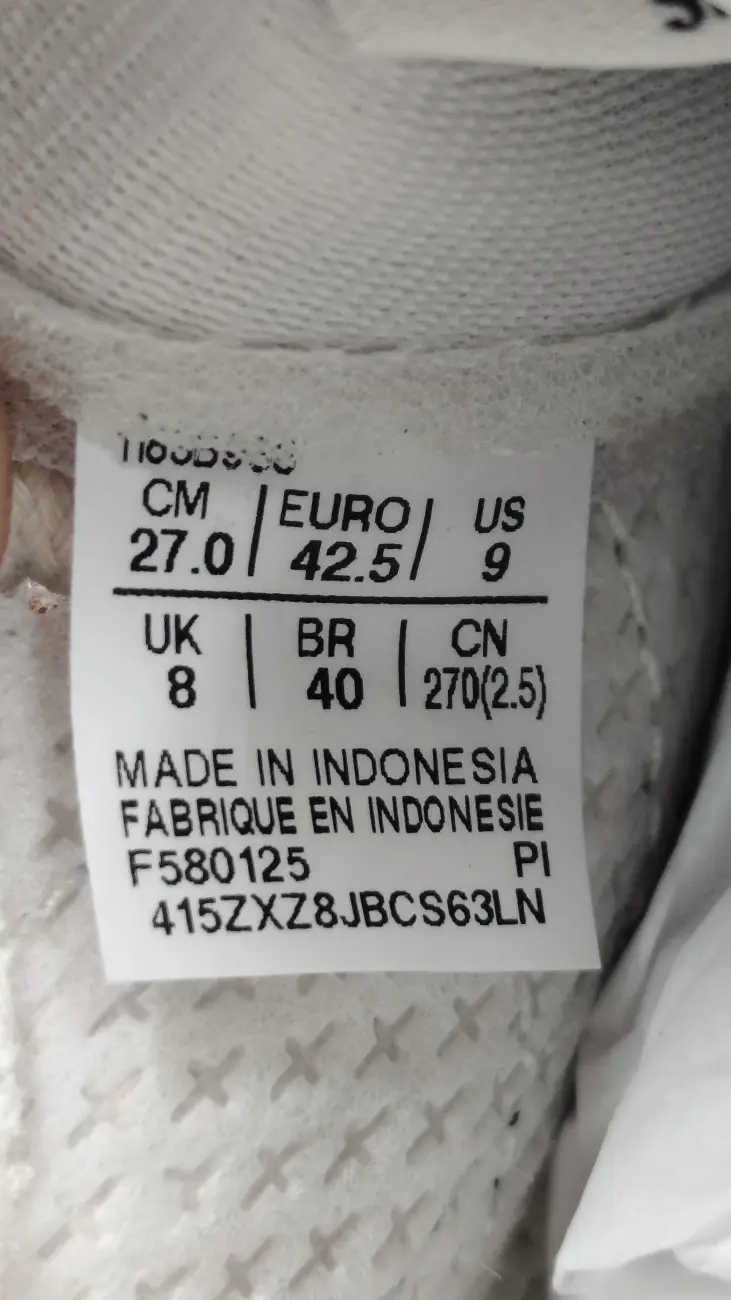 CM | EURO | US
27.0 | 42.5 | 9
UK | BR | CN
8 | 40 | 270(2.5)
MADE IN INDONESIA
FABRIQUE EN INDONESIE
F580125 PI
415ZXZ8JBCS63LN